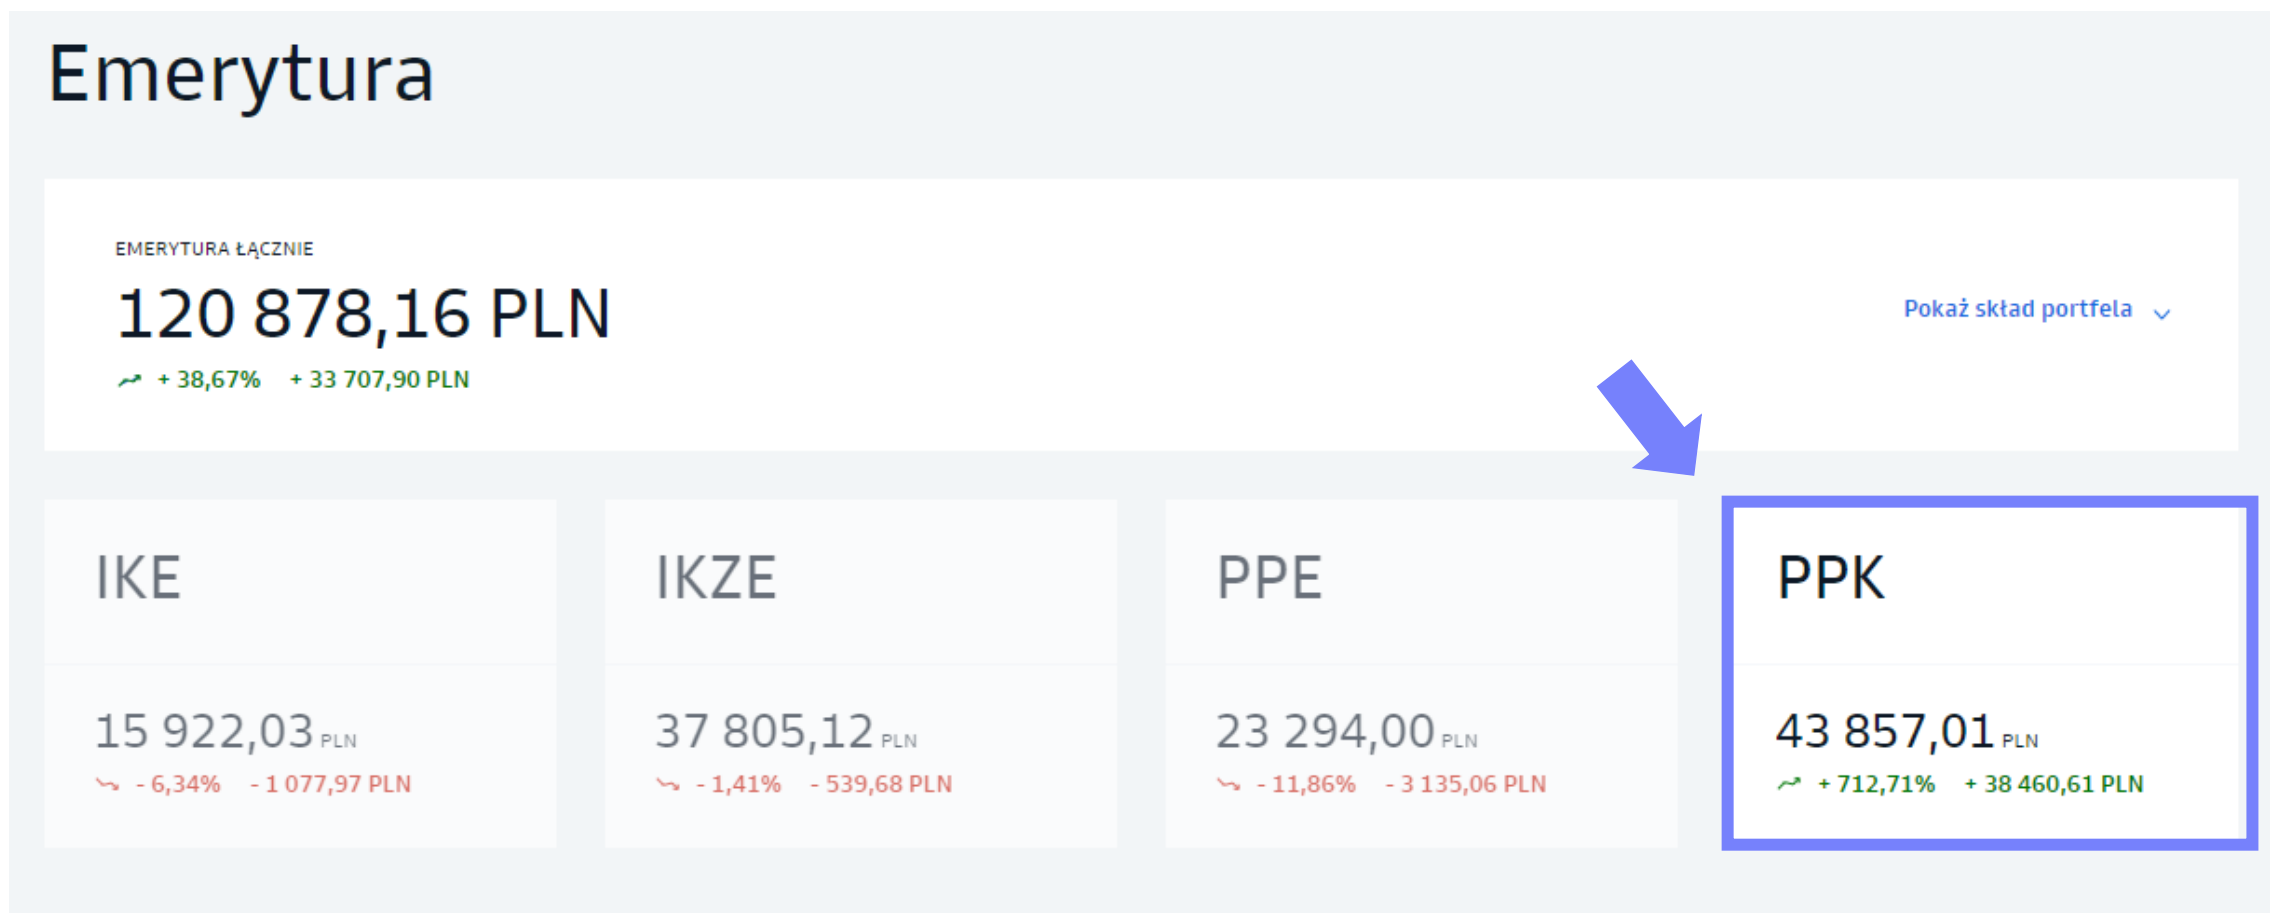 Emerytura
EMERYTURA ŁĄCZNIE
120 878,16 PLN
+ 38,67% + 33 707,90 PLN
Pokaż skład portfela
IKE
15 922,03 PLN
- 6,34% - 1 077,97 PLN
IKZE
37 805,12 PLN
- 1,41% - 539,68 PLN
PPE
23 294,00 PLN
- 11,86% - 3 135,06 PLN
PPK
43 857,01 PLN
+ 712,71% + 38 460,61 PLN